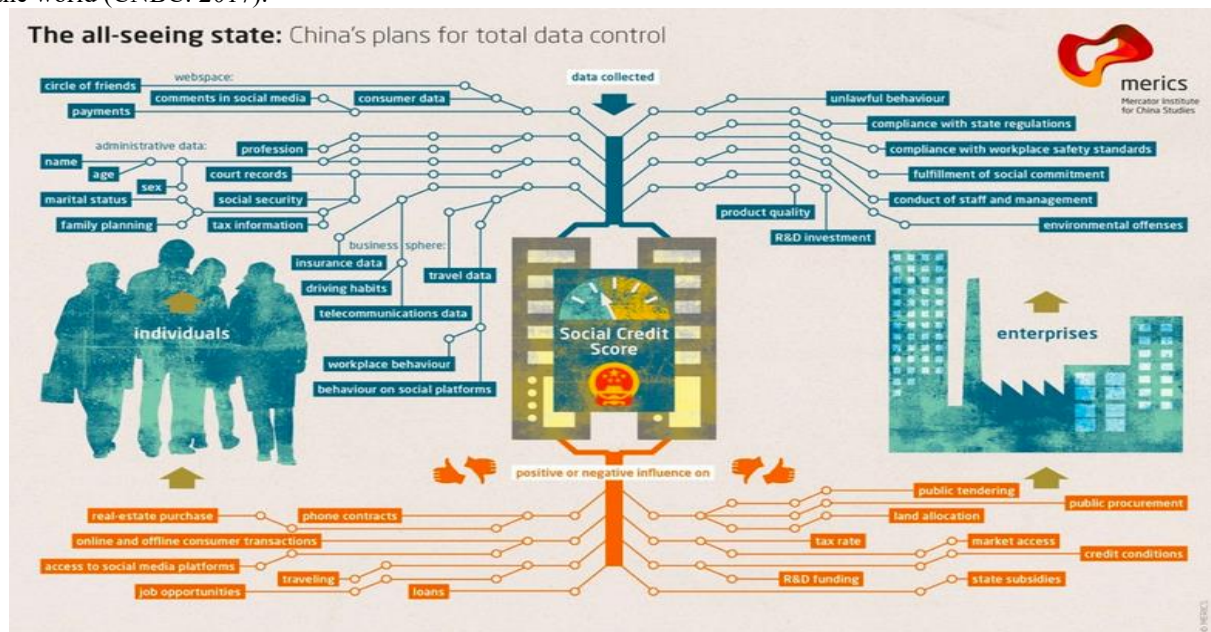 the world (CNBC: 2017).
The all-seeing state: China's plans for total data control
merics
Mercator Institute
for China Studies
data collected
webspace:
circle of friends
comments in social media
consumer data
payments
administrative data:
profession
name
age
court records
sex
marital status
social security
family planning
tax information
business sphere:
insurance data
travel data
driving habits
telecommunications data
workplace behaviour
behaviour on social platforms
unlawful behaviour
compliance with state regulations
compliance with workplace safety standards
fulfillment of social commitment
conduct of staff and management
product quality
environmental offenses
R&D investment
individuals
Social Credit
Score
enterprises
positive or negative influence on
real-estate purchase
phone contracts
online and offline consumer transactions
access to social media platforms
traveling
job opportunities
loans
public tendering
public procurement
land allocation
tax rate
market access
credit conditions
R&D funding
state subsidies
© MERICS